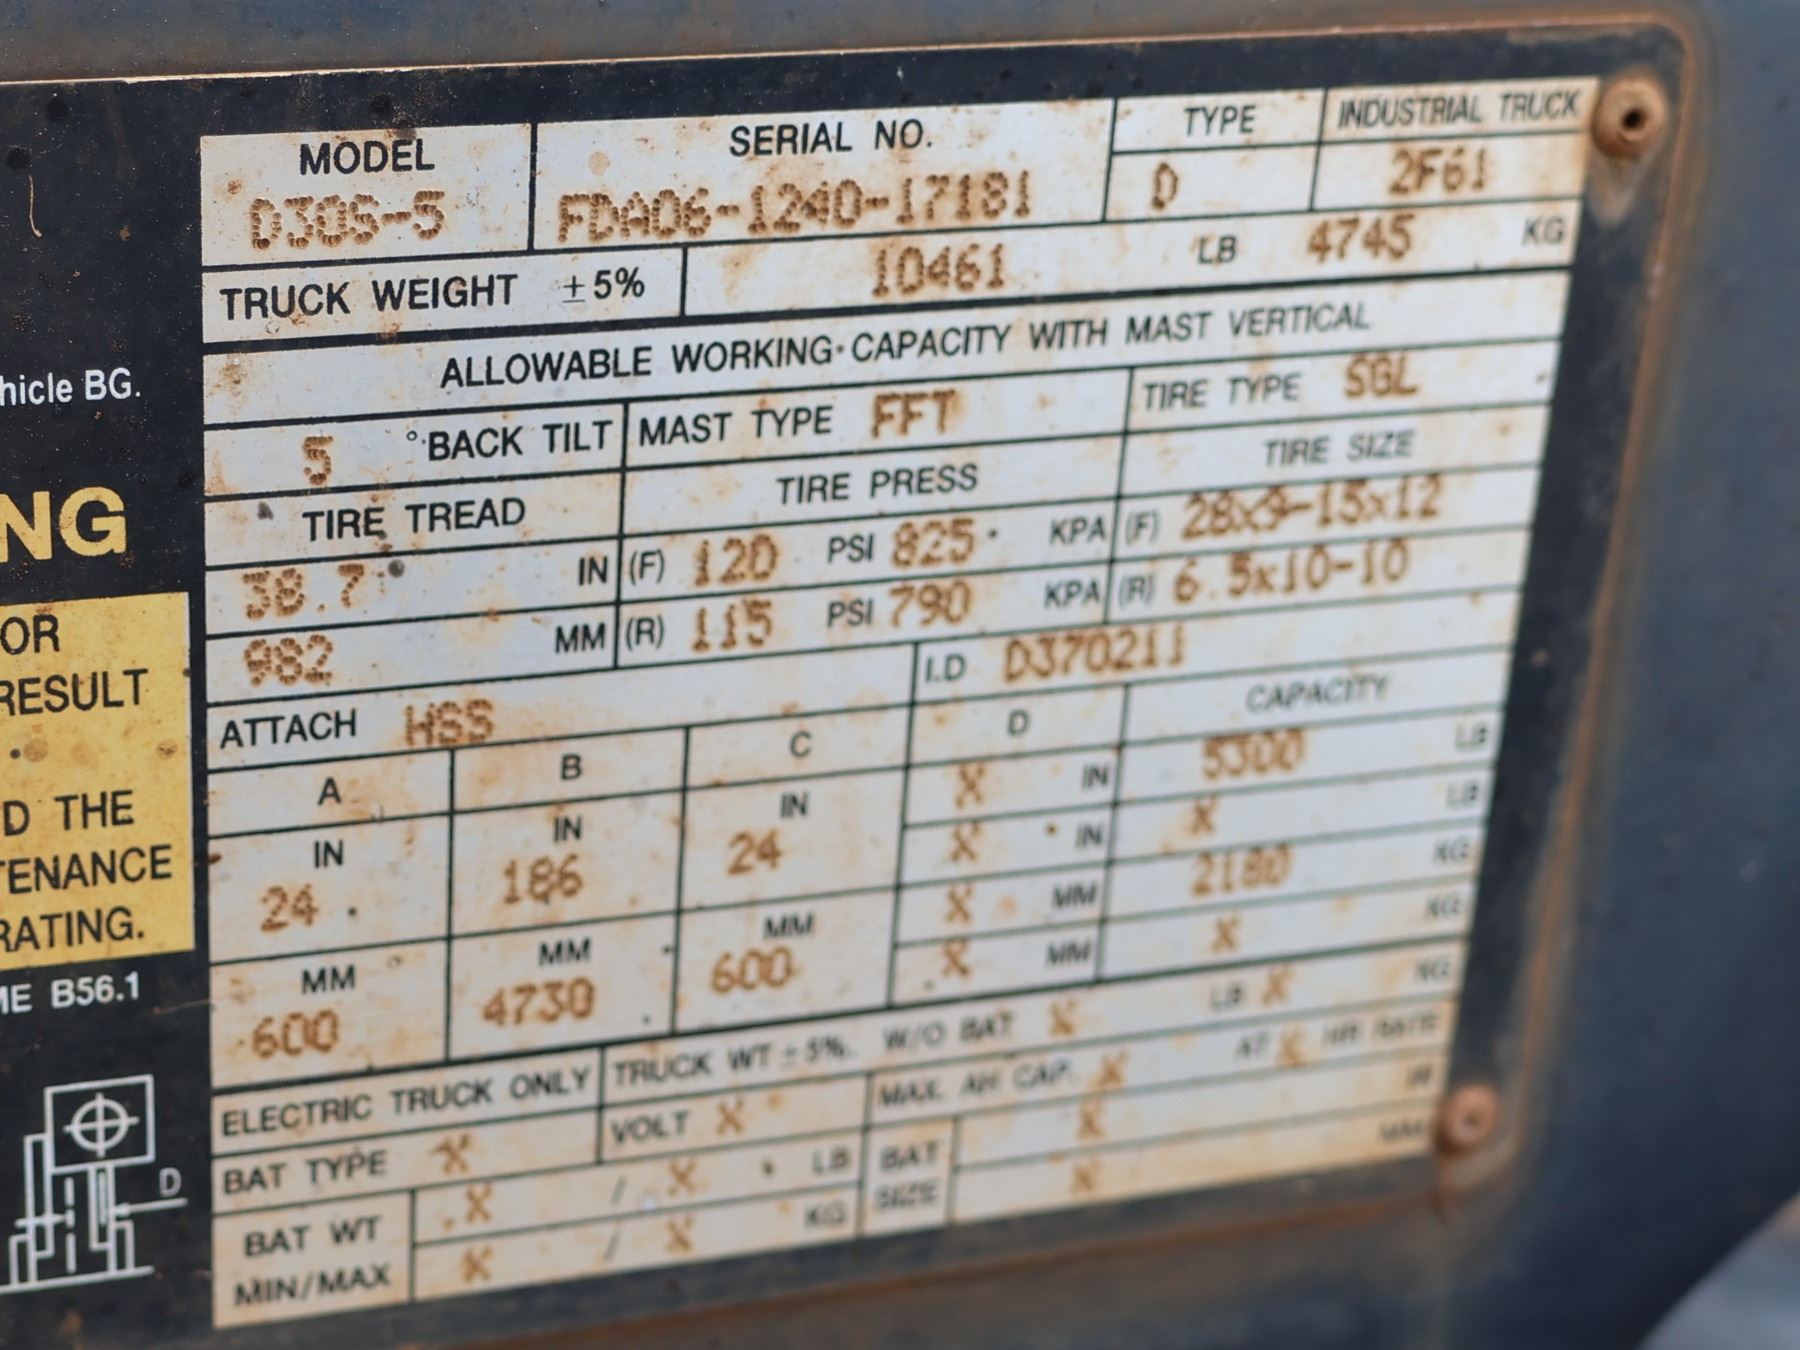 hicle BG.
NG
OR
RESULT
D THE
TENANCE
RATING.
ME B56.1
D
MODEL SERIAL NO. TYPE INDUSTRIAL TRUCK
D30S-5 FDA06-1240-17181 D 2F61
TRUCK WEIGHT ±5% 10461 LB 4745 KG
ALLOWABLE WORKING CAPACITY WITH MAST VERTICAL
5 ° BACK TILT MAST TYPE FFT TIRE TYPE SGL
TIRE TREAD TIRE PRESS TIRE SIZE
38.7 IN (F) 120 PSI 825 KPA (F) 28x9-15x12
982 MM (R) 115 PSI 790 KPA (R) 6.5x10-10
ATTACH HSS I.D D370211
A B C D CAPACITY
IN IN IN X IN 5300 LB
24 186 24 X IN X LB
MM MM MM X MM 2180 KG
600 4730 600 X MM X KG
ELECTRIC TRUCK ONLY TRUCK WT ±5% W/O BAT X LB X KG
BAT TYPE X VOLT X MAX. AH CAP. X AT X HR RATE
BAT WT X / X LB BAT X IN
MIN/MAX X / X KG SIZE X MM